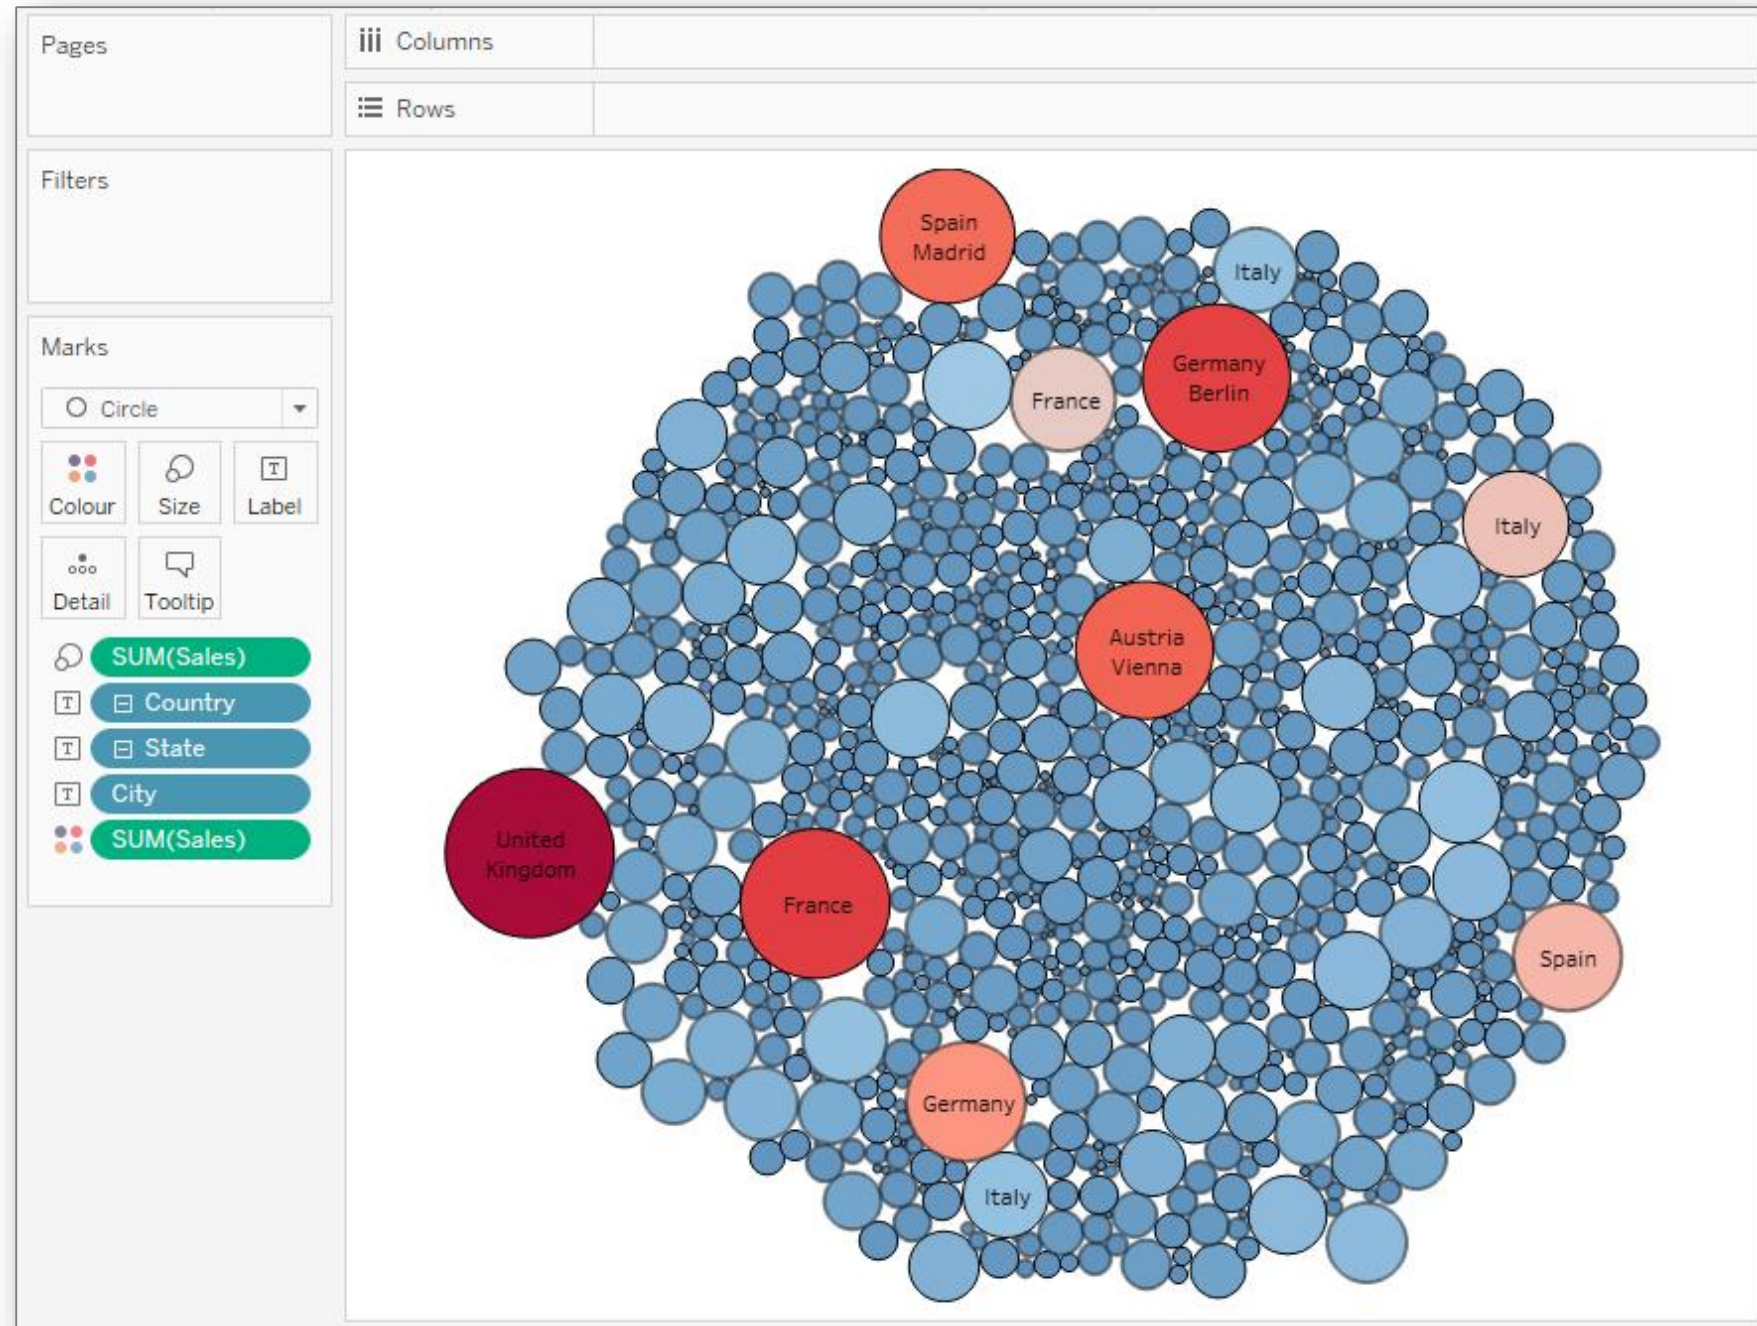 Pages
Columns
Rows
Filters
Marks
Circle
Colour
Size
Label
Detail
Tooltip
SUM(Sales)
Country
State
City
SUM(Sales)
Spain
Madrid
Italy
Germany
Berlin
France
Italy
Austria
Vienna
United
Kingdom
France
Spain
Germany
Italy